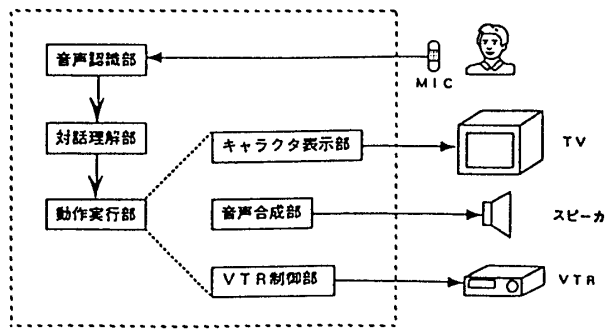 音声認識部
MIC
対話理解部
キャラクタ表示部
TV
動作実行部
音声合成部
スピーカ
VTR制御部
VTR